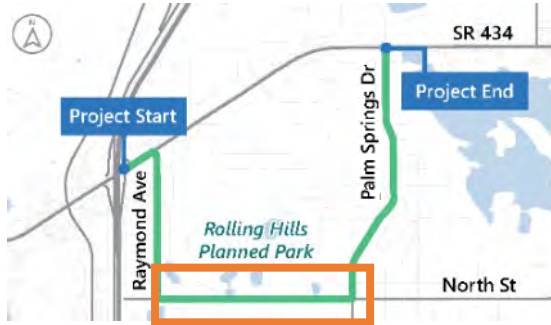 N
SR 434
Project End
Project Start
Palm Springs Dr
Raymond Ave
Rolling Hills
Planned Park
North St